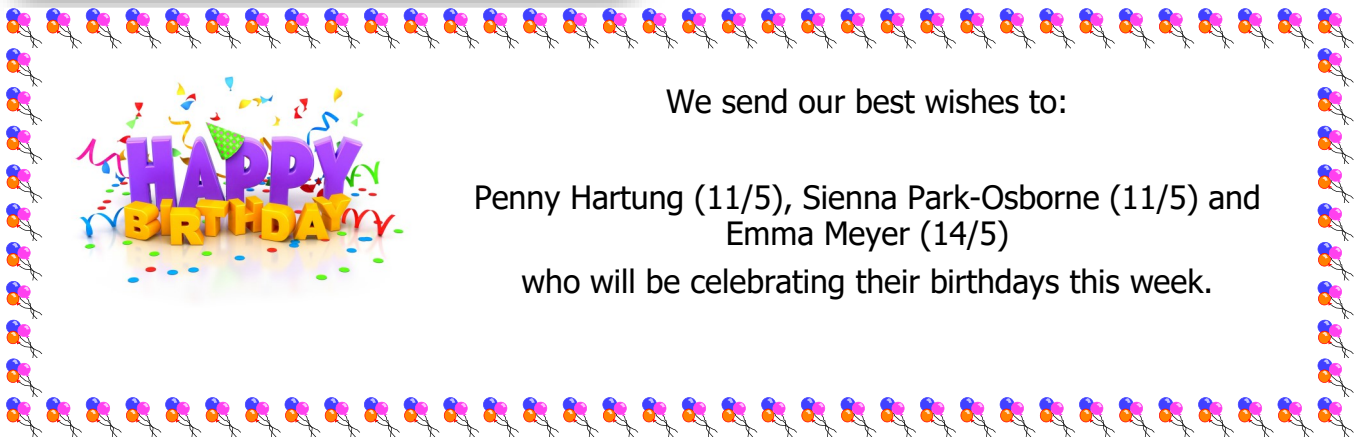 HAPPY
BIRTHDAY
We send our best wishes to:
Penny Hartung (11/5), Sienna Park-Osborne (11/5) and
Emma Meyer (14/5)
who will be celebrating their birthdays this week.